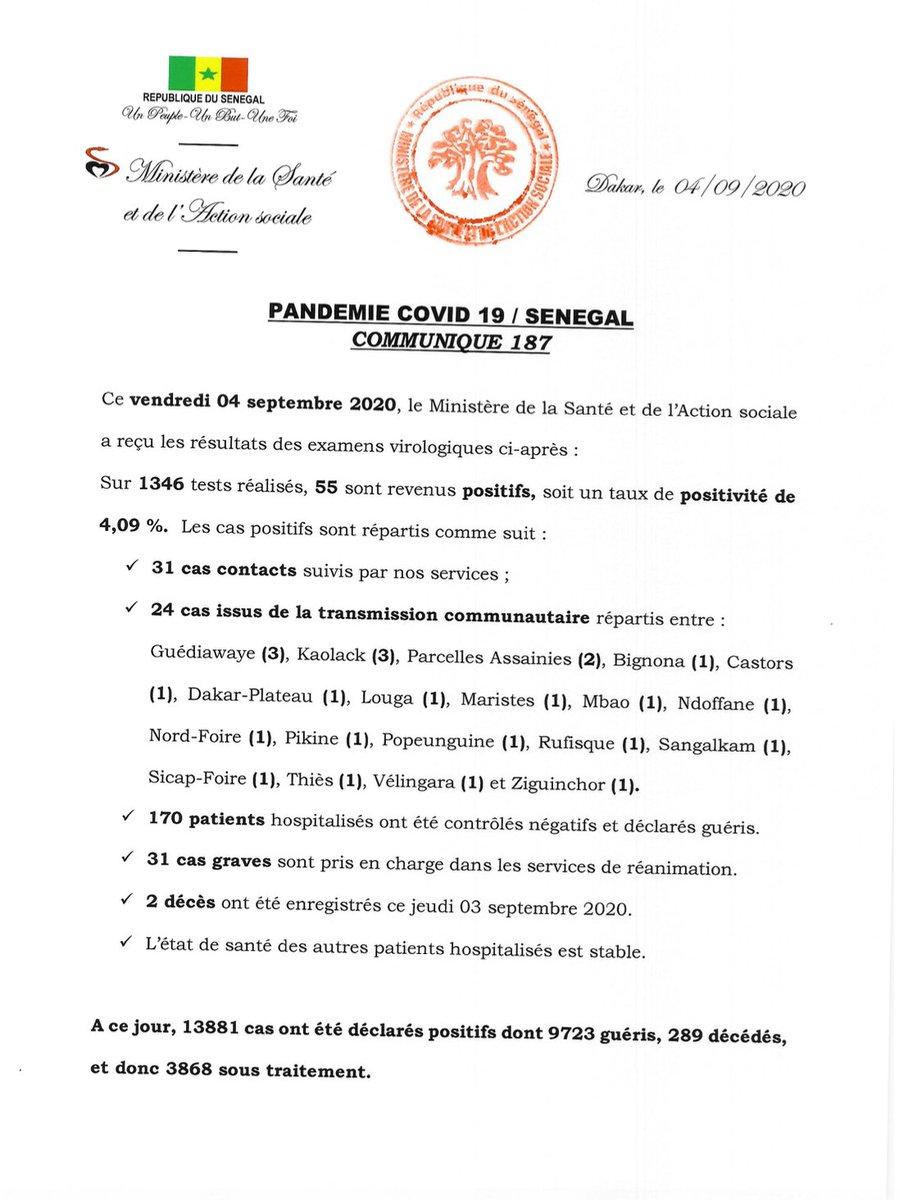 REPUBLIQUE DU SENEGAL
Un Peuple-Un But-Une Foi
Ministère de la Santé
et de l'Action sociale
★ République du Sénégal ★
MINISTÈRE DE LA SANTÉ ET DE L'ACTION SOCIALE
Dakar, le 04/09/2020
PANDEMIE COVID 19 / SENEGAL
COMMUNIQUE 187
Ce vendredi 04 septembre 2020, le Ministère de la Santé et de l'Action sociale
a reçu les résultats des examens virologiques ci-après :
Sur 1346 tests réalisés, 55 sont revenus positifs, soit un taux de positivité de
4,09 %. Les cas positifs sont répartis comme suit :
✓ 31 cas contacts suivis par nos services ;
✓ 24 cas issus de la transmission communautaire répartis entre :
Guédiawaye (3), Kaolack (3), Parcelles Assainies (2), Bignona (1), Castors
(1), Dakar-Plateau (1), Louga (1), Maristes (1), Mbao (1), Ndoffane (1),
Nord-Foire (1), Pikine (1), Popeunguine (1), Rufisque (1), Sangalkam (1),
Sicap-Foire (1), Thiès (1), Vélingara (1) et Ziguinchor (1).
✓ 170 patients hospitalisés ont été contrôlés négatifs et déclarés guéris.
✓ 31 cas graves sont pris en charge dans les services de réanimation.
✓ 2 décès ont été enregistrés ce jeudi 03 septembre 2020.
✓ L'état de santé des autres patients hospitalisés est stable.
A ce jour, 13881 cas ont été déclarés positifs dont 9723 guéris, 289 décédés,
et donc 3868 sous traitement.